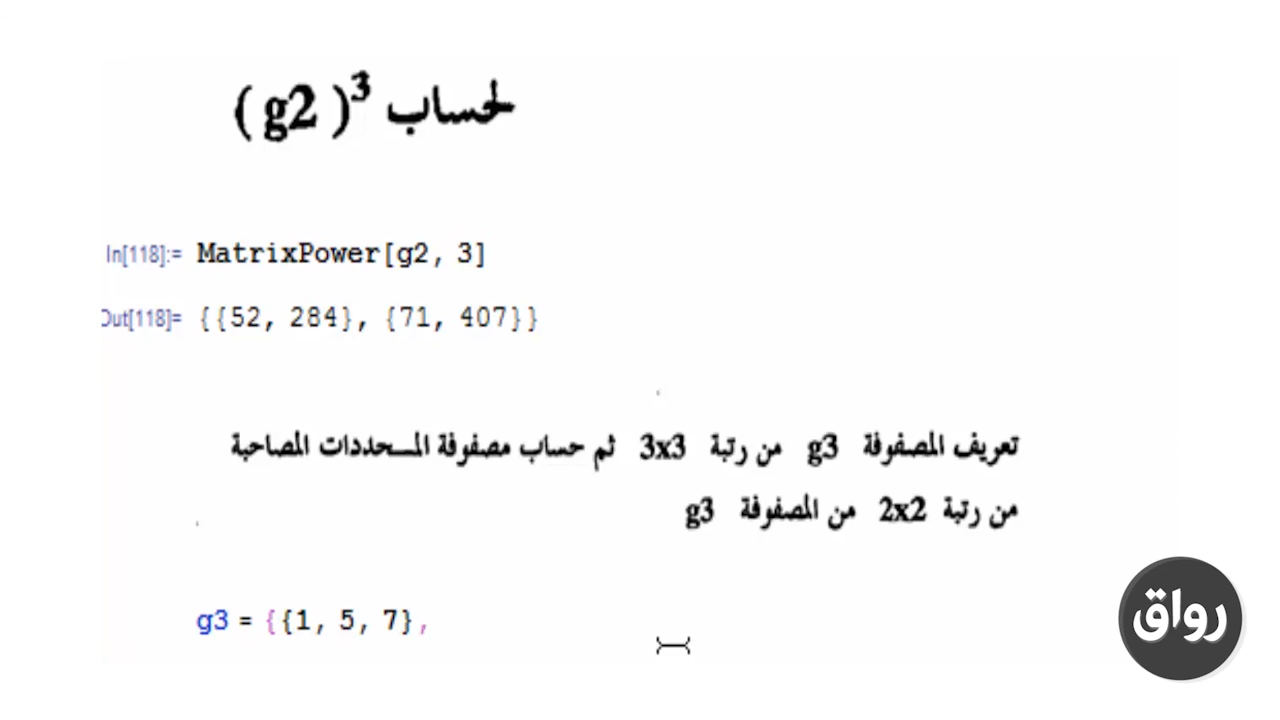 لحساب (g2)^3
In[118]:= MatrixPower[g2, 3]
Out[118]= {{52, 284}, {71, 407}}
تعريف المصفوفة g3 من رتبة 3x3 ثم حساب مصفوفة المحددات المصاحبة
من رتبة 2x2 من المصفوفة g3
g3 = {{1, 5, 7},
رواق